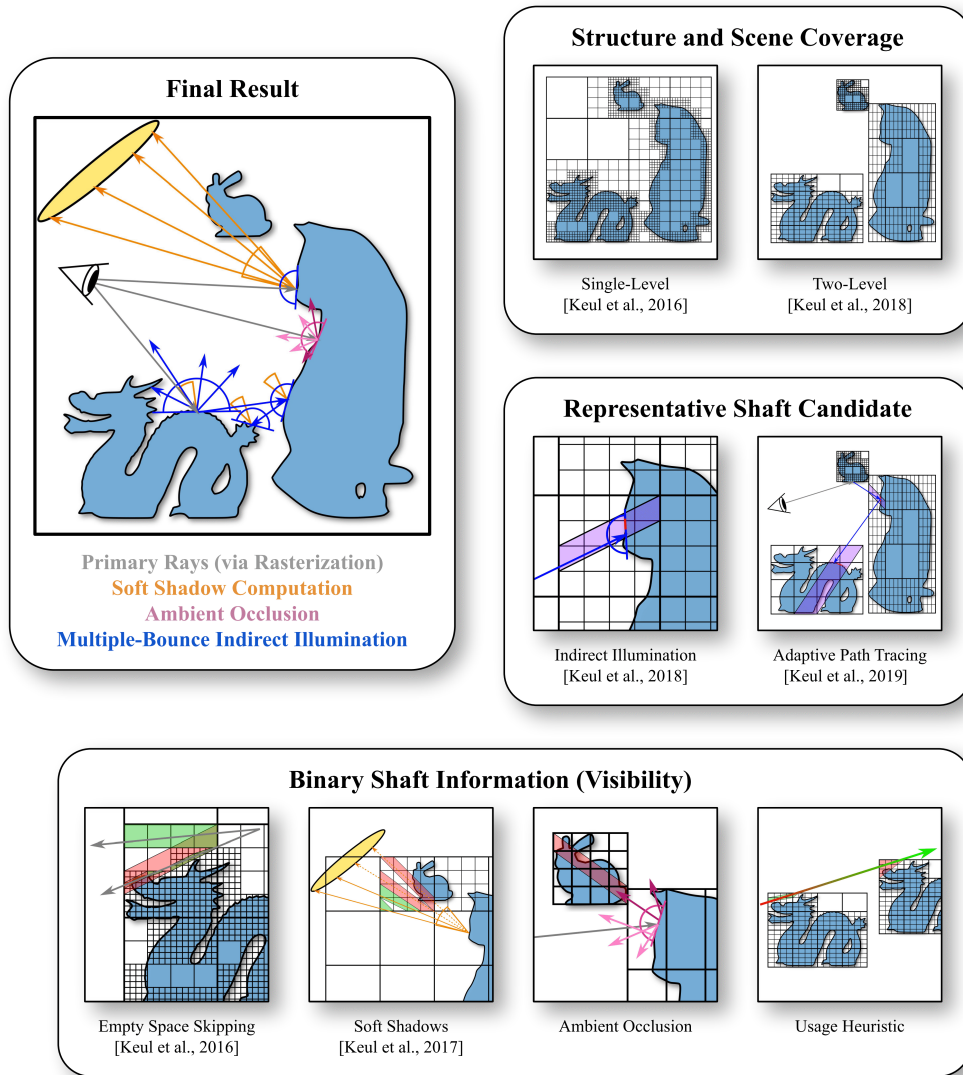 Final Result
Primary Rays (via Rasterization)
Soft Shadow Computation
Ambient Occlusion
Multiple-Bounce Indirect Illumination
Structure and Scene Coverage
Single-Level
[Keul et al., 2016]
Two-Level
[Keul et al., 2018]
Representative Shaft Candidate
Indirect Illumination
[Keul et al., 2018]
Adaptive Path Tracing
[Keul et al., 2019]
Binary Shaft Information (Visibility)
Empty Space Skipping
[Keul et al., 2016]
Soft Shadows
[Keul et al., 2017]
Ambient Occlusion
Usage Heuristic